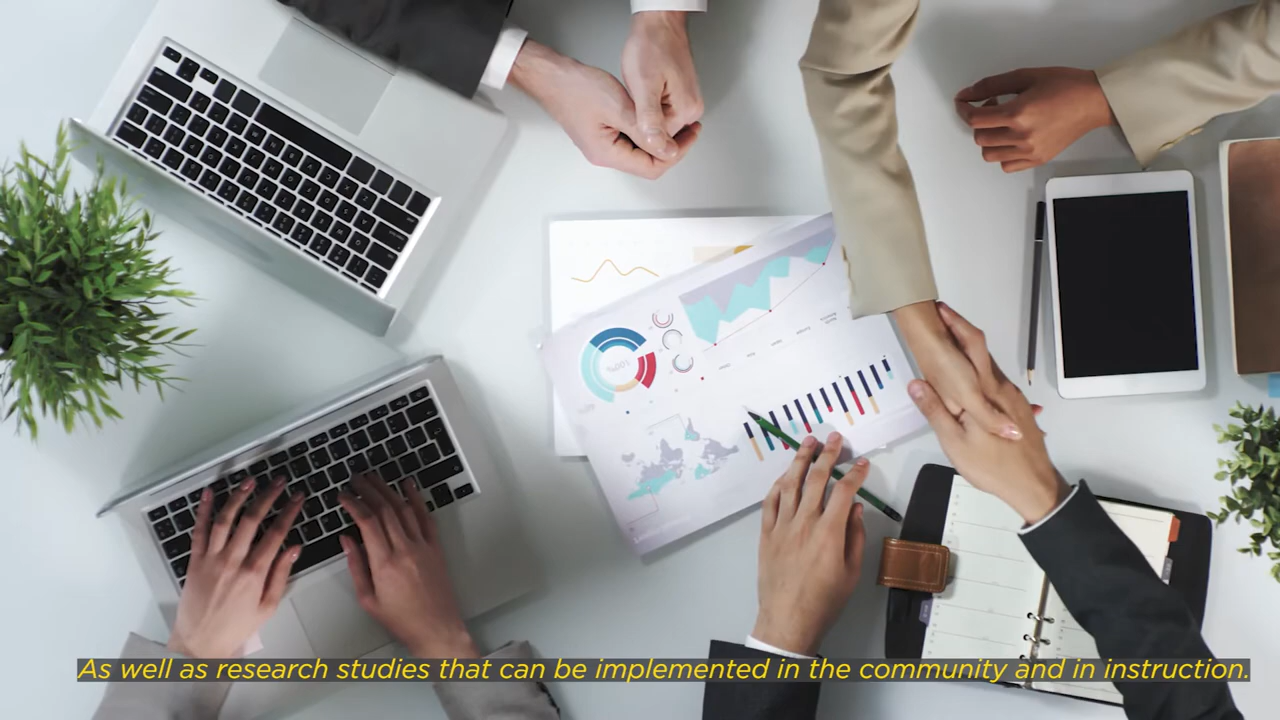 As well as research studies that can be implemented in the community and in instruction.